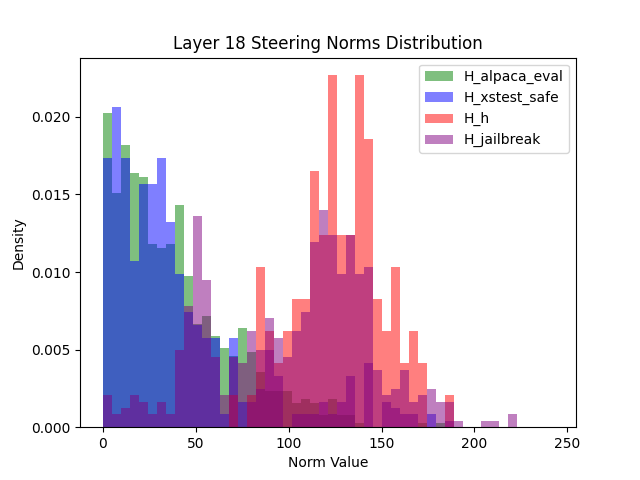 Layer 18 Steering Norms Distribution
H_alpaca_eval
H_xstest_safe
H_h
H_jailbreak
0.020
0.015
0.010
0.005
0.000
Density
0
50
100
150
200
250
Norm Value